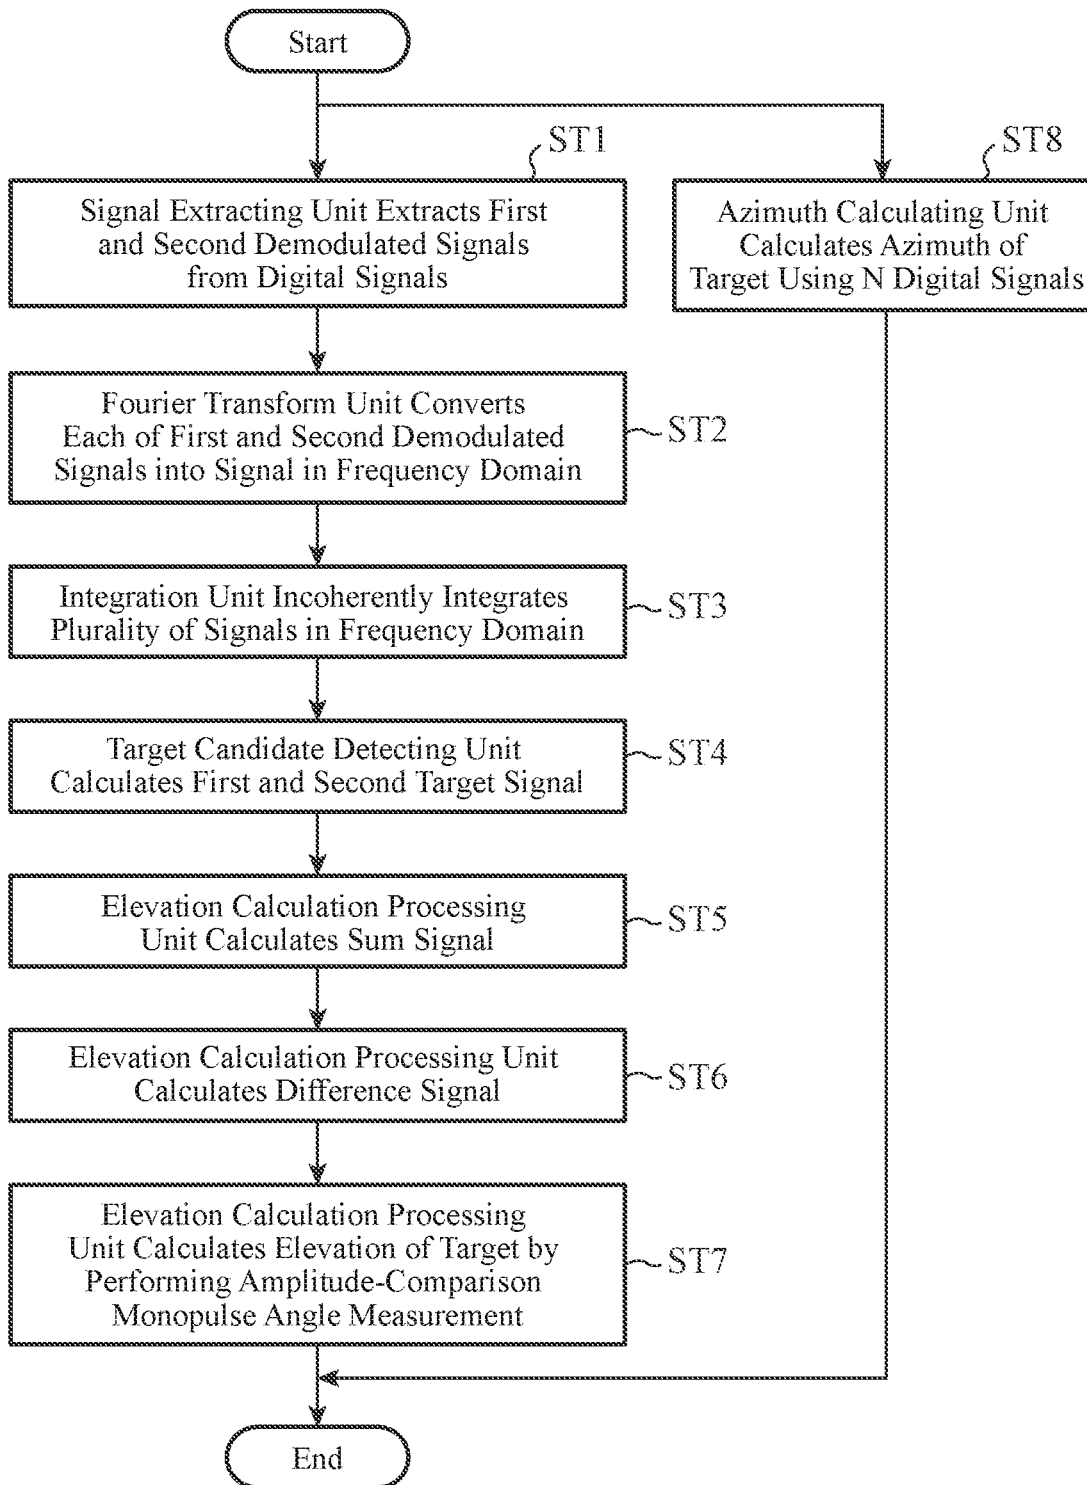 Start
ST1
Signal Extracting Unit Extracts First
and Second Demodulated Signals
from Digital Signals
ST8
Azimuth Calculating Unit
Calculates Azimuth of
Target Using N Digital Signals
Fourier Transform Unit Converts
Each of First and Second Demodulated
Signals into Signal in Frequency Domain
ST2
Integration Unit Incoherently Integrates
Plurality of Signals in Frequency Domain
ST3
Target Candidate Detecting Unit
Calculates First and Second Target Signal
ST4
Elevation Calculation Processing
Unit Calculates Sum Signal
ST5
Elevation Calculation Processing Unit
Calculates Difference Signal
ST6
Elevation Calculation Processing
Unit Calculates Elevation of Target by
Performing Amplitude-Comparison
Monopulse Angle Measurement
ST7
End